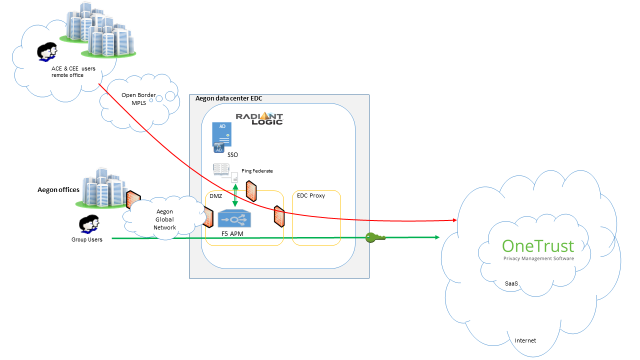 ACE & CEE users
remote office
Open Border
MPLS
Aegon data center EDC
RADIANT
LOGIC
AD
AD
SSO
Ping Federate
Aegon offices
DMZ
EDC Proxy
Aegon
Global
Network
F5 APM
Group Users
OneTrust
Privacy Management Software
SaaS
Internet